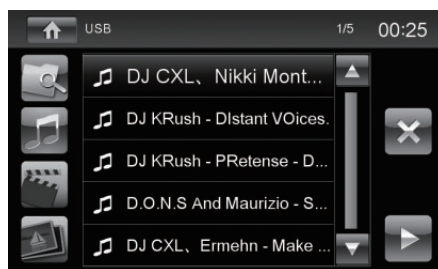 USB 1/5 00:25
DJ CXL、Nikki Mont...
DJ KRush - DIstant VOices.
DJ KRush - PRetense - D...
D.O.N.S And Maurizio - S...
DJ CXL、Ermehn - Make ...